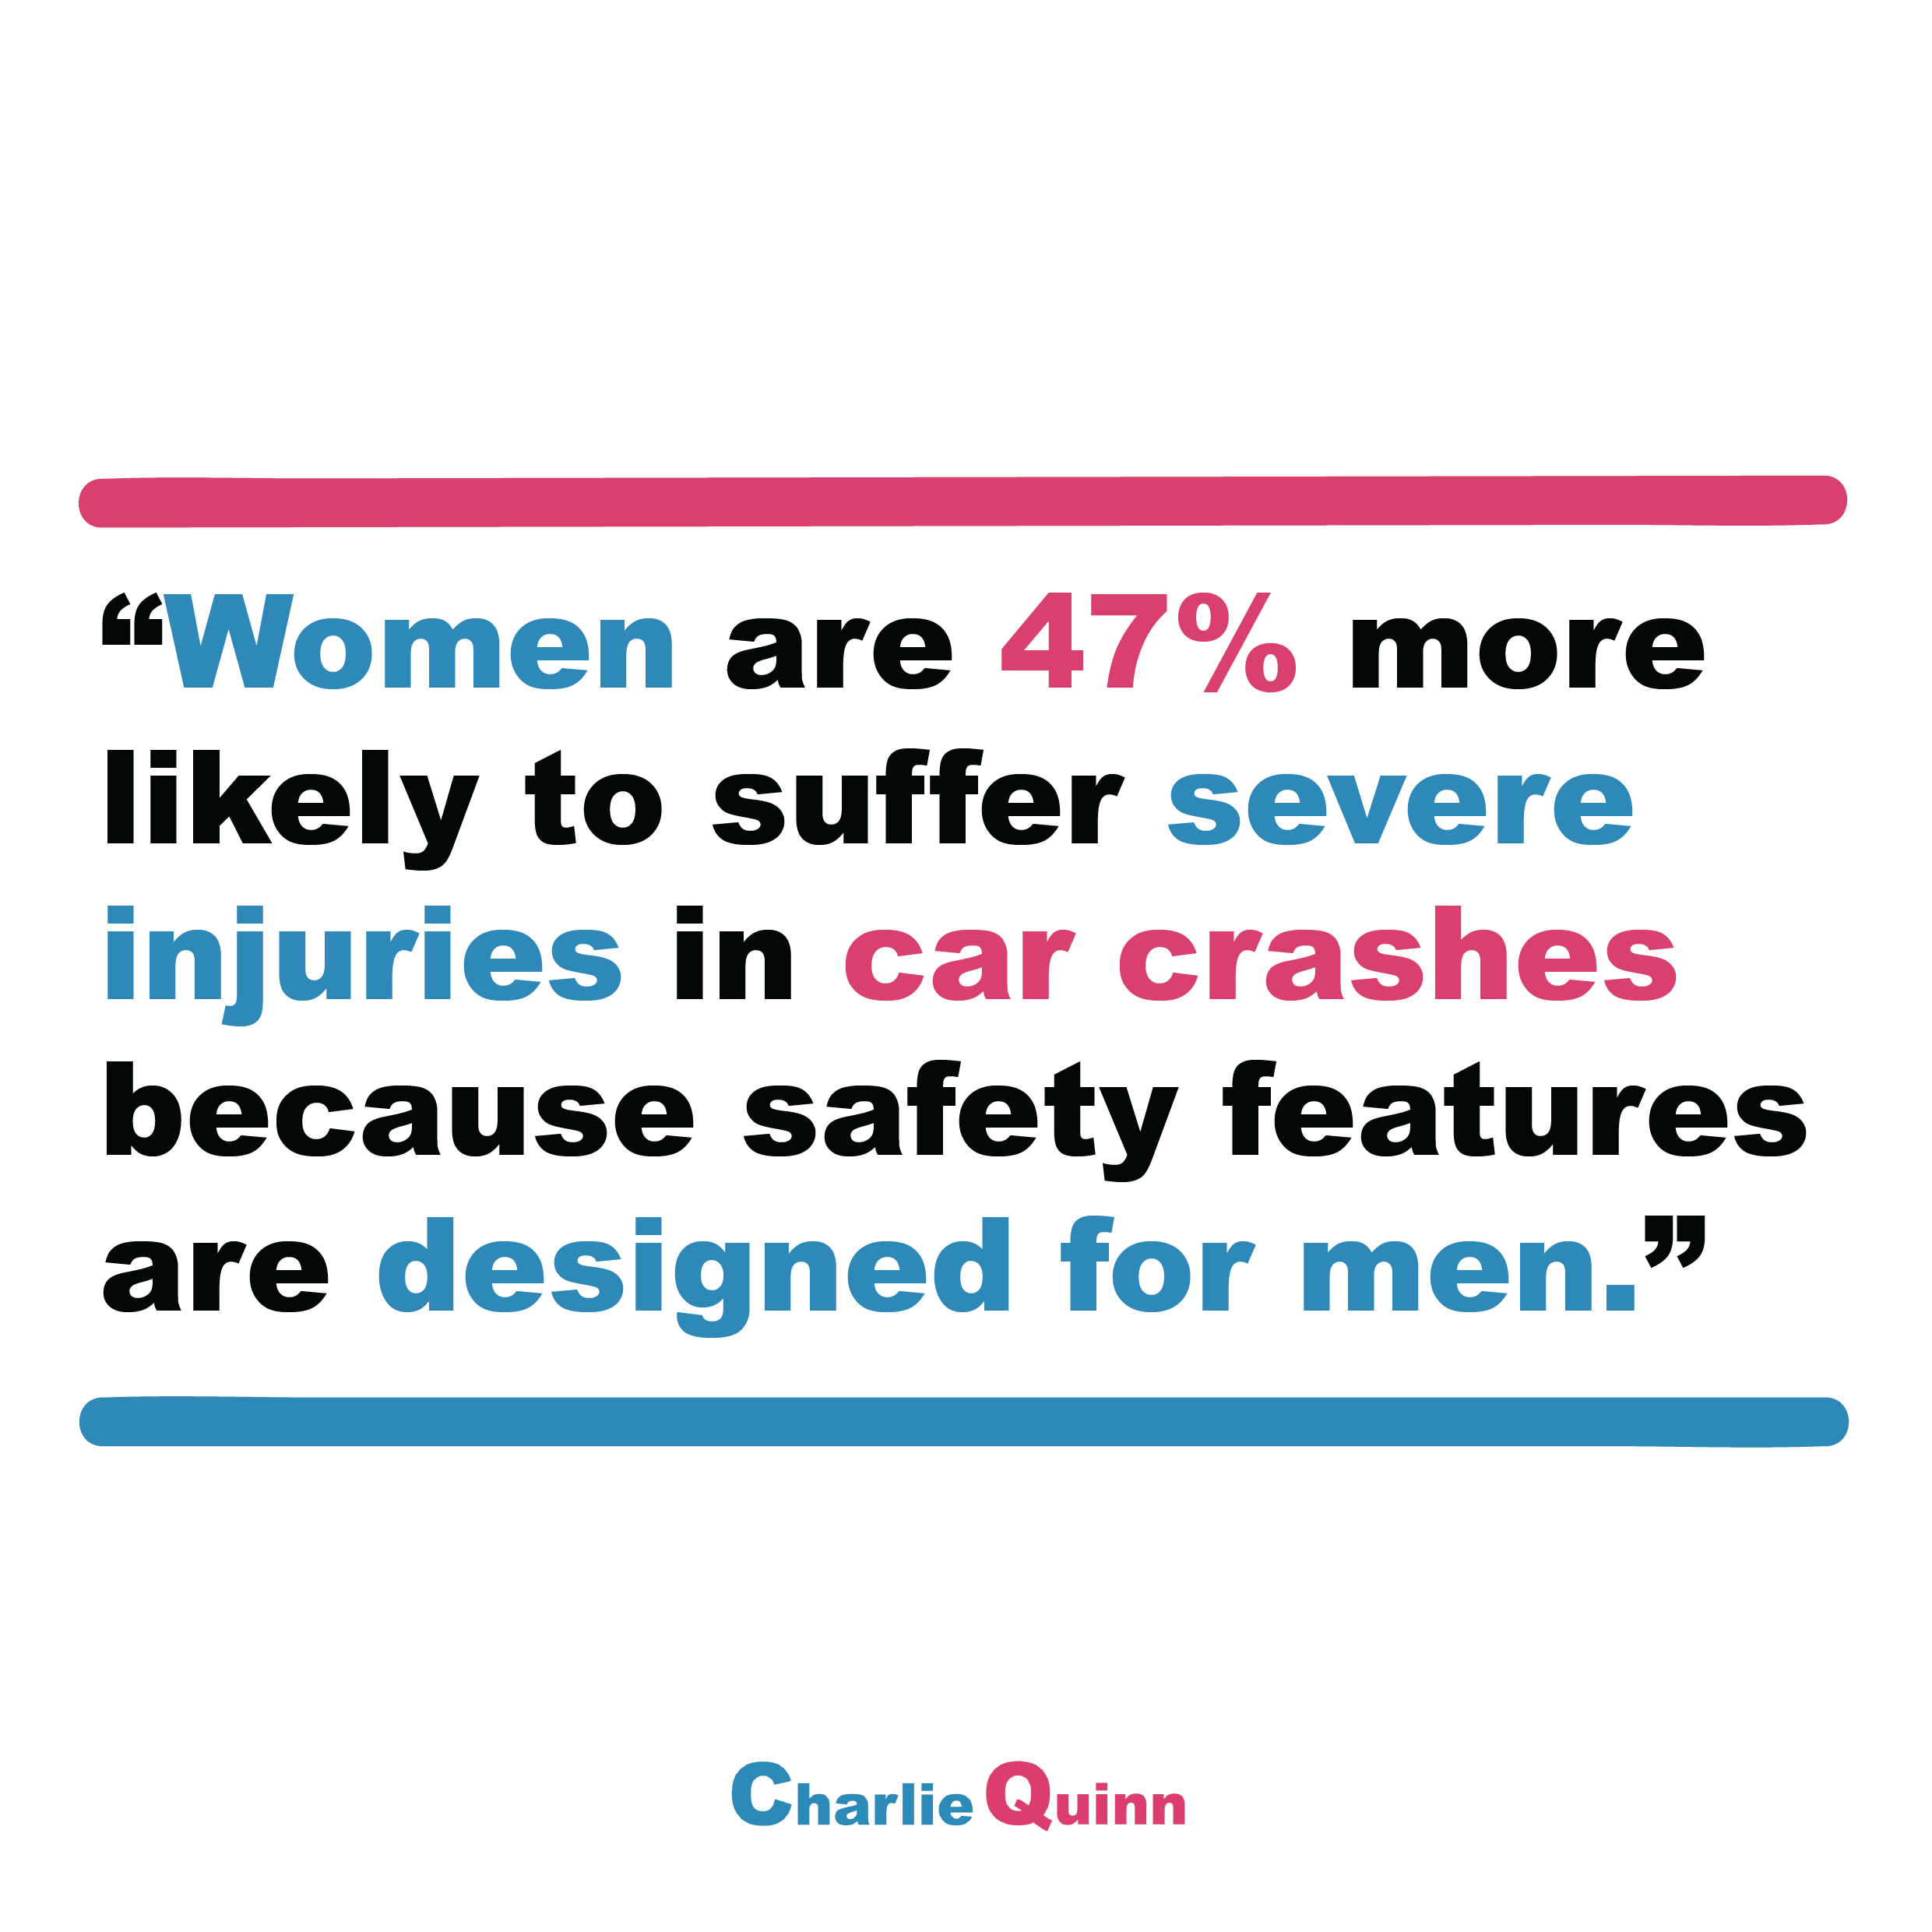 “Women are 47% more
likely to suffer severe
injuries in car crashes
because safety features
are designed for men.”
Charlie Quinn